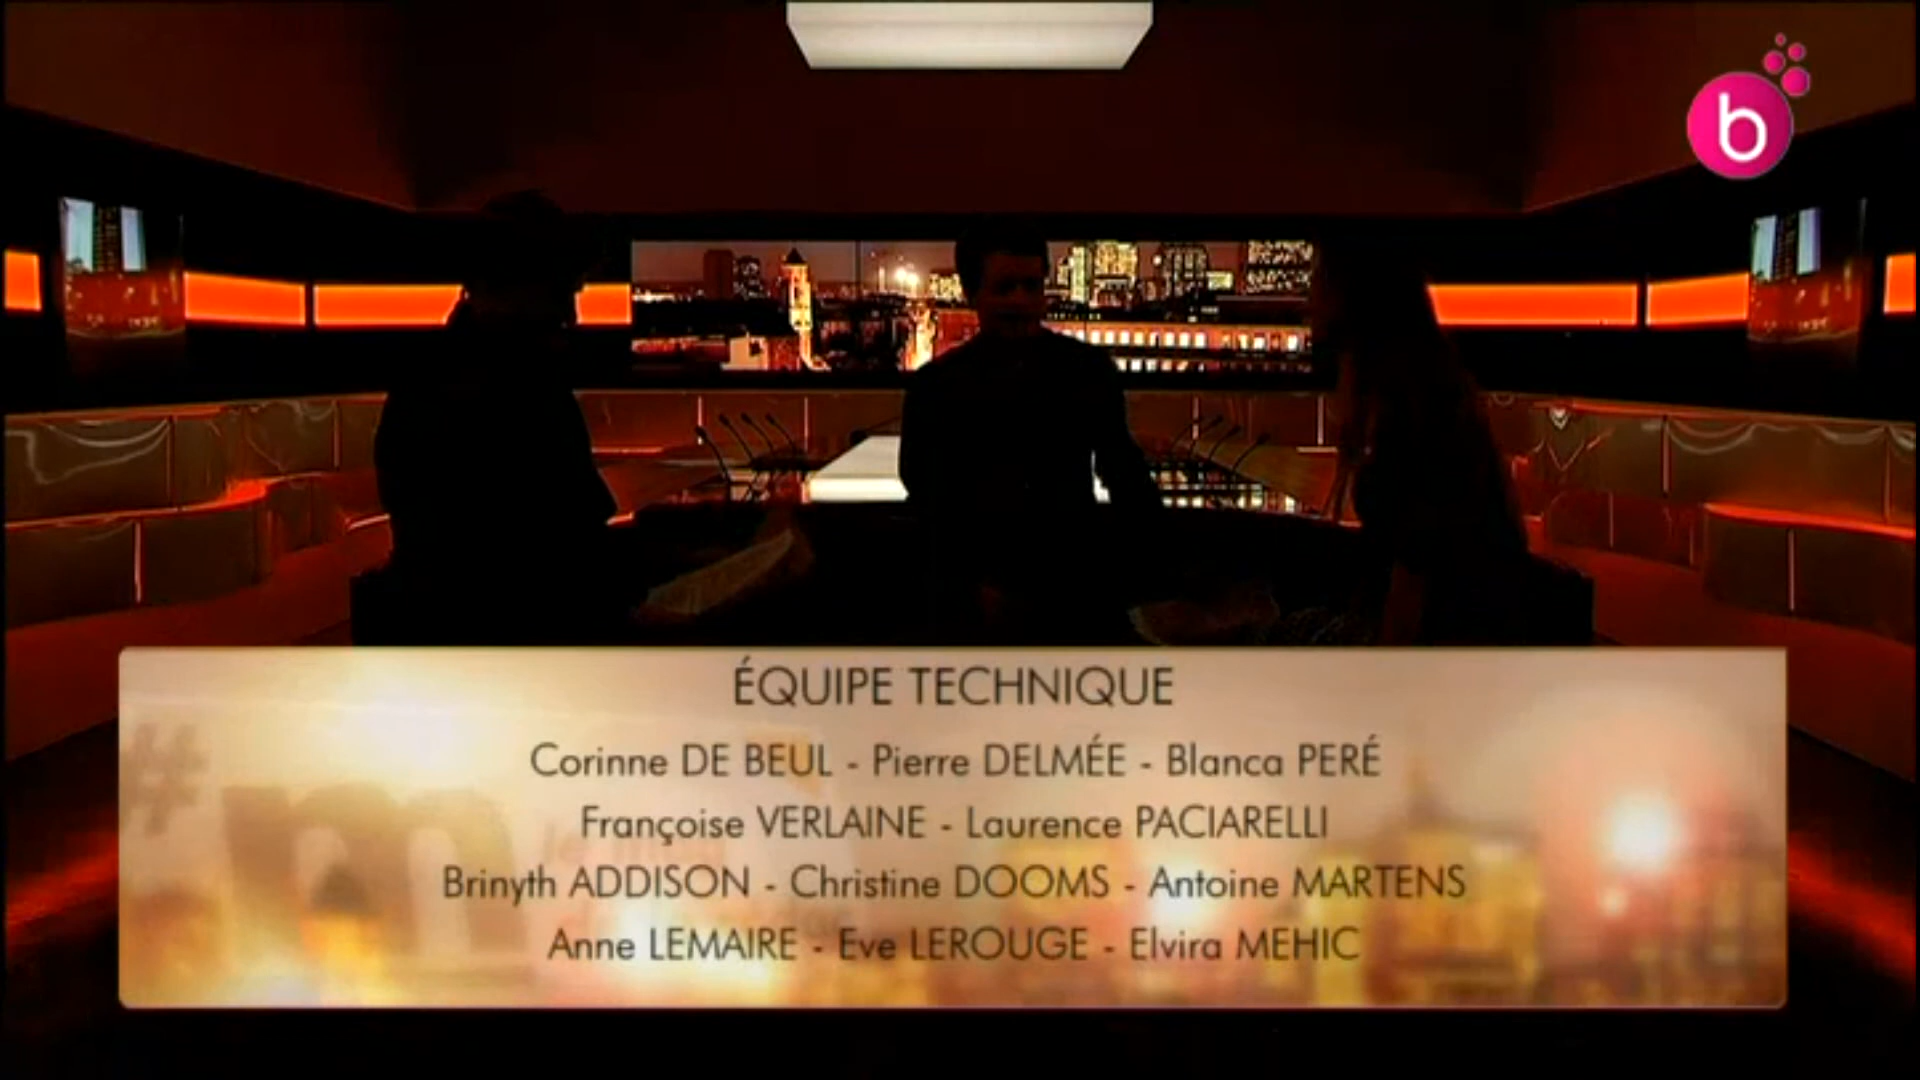 b
ÉQUIPE TECHNIQUE
Corinne DE BEUL - Pierre DELMÉE - Blanca PERÉ
Françoise VERLAINE - Laurence PACIARELLI
Brinyth ADDISON - Christine DOOMS - Antoine MARTENS
Anne LEMAIRE - Eve LEROUGE - Elvira MEHIC
#m